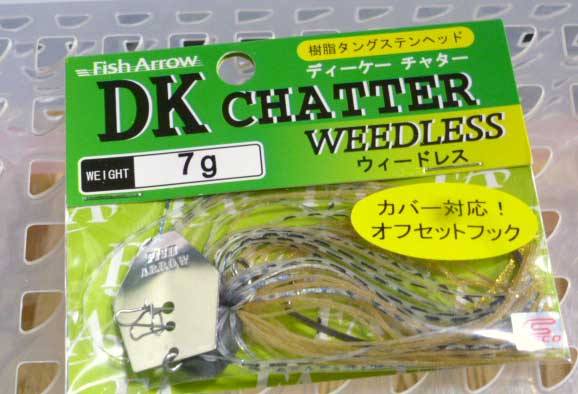 Fish Arrow
樹脂タングステンヘッド
ディーケー チャター
DK CHATTER
WEEDLESS
ウィードレス
WEIGHT 7g
カバー対応!
オフセットフック
FISH
ARROW